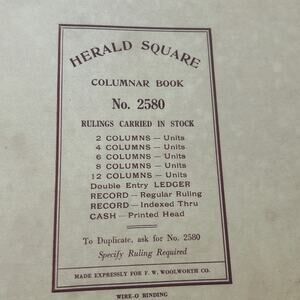 HERALD SQUARE
COLUMNAR BOOK
No. 2580
RULINGS CARRIED IN STOCK
2 COLUMNS — Units
4 COLUMNS — Units
6 COLUMNS — Units
8 COLUMNS — Units
12 COLUMNS — Units
Double Entry LEDGER
RECORD — Regular Ruling
RECORD — Indexed Thru
CASH — Printed Head
To Duplicate, ask for No. 2580
Specify Ruling Required
MADE EXPRESSLY FOR F. W. WOOLWORTH CO.
WIRE-O BINDING